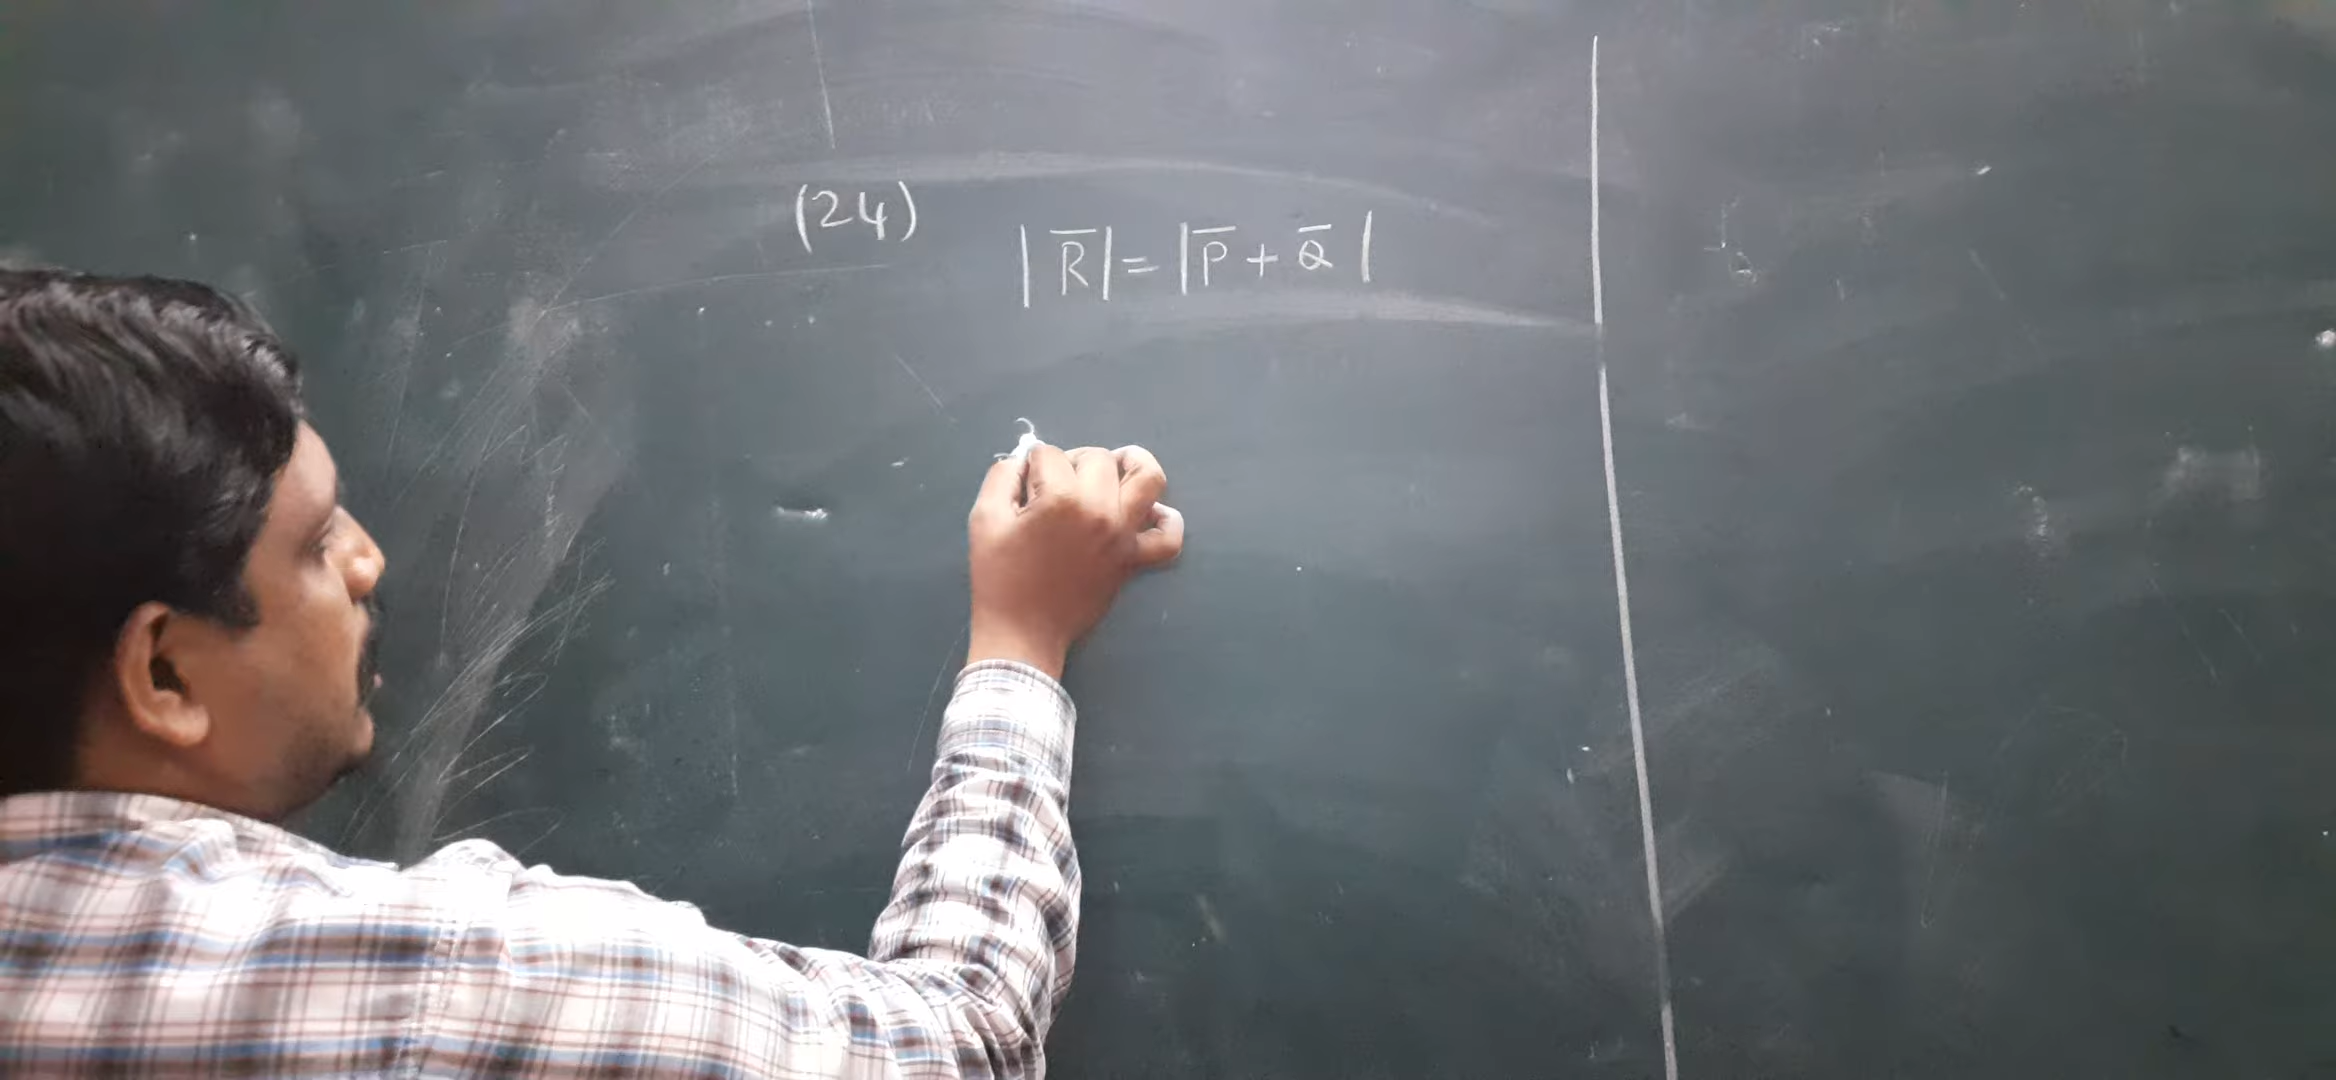 (24)
|R̅| = |P̅ + Q̅|